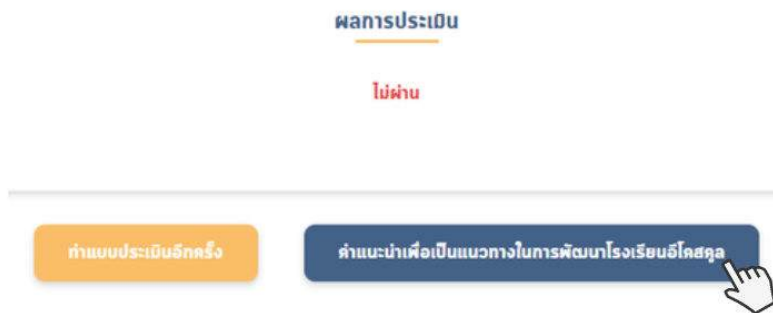 ผลการประเมิน
ไม่ผ่าน
ทำแบบประเมินอีกครั้ง
คำแนะนำเพื่อเป็นแนวทางในการพัฒนาโรงเรียนอีโคสคูล